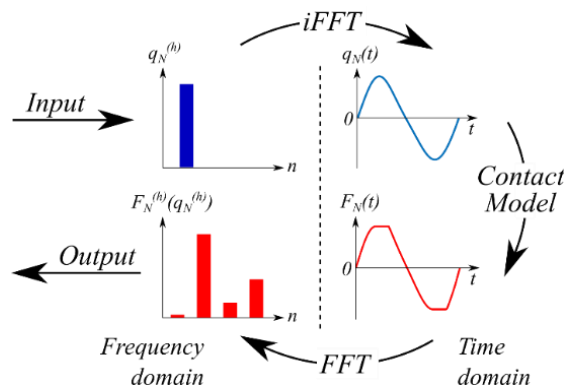 iFFT
q_N^(h)
q_N(t)
Input
0
n
t
Contact
Model
F_N^(h)(q_N^(h))
F_N(t)
Output
0
n
t
Frequency
domain
FFT
Time
domain